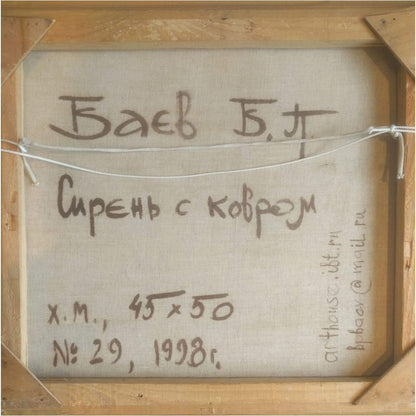 Баев Б.П.
Сирень с ковром
х.м., 45×50
№ 29, 1998г.
arthouse.ibt.ru
bpbaev@mail.ru